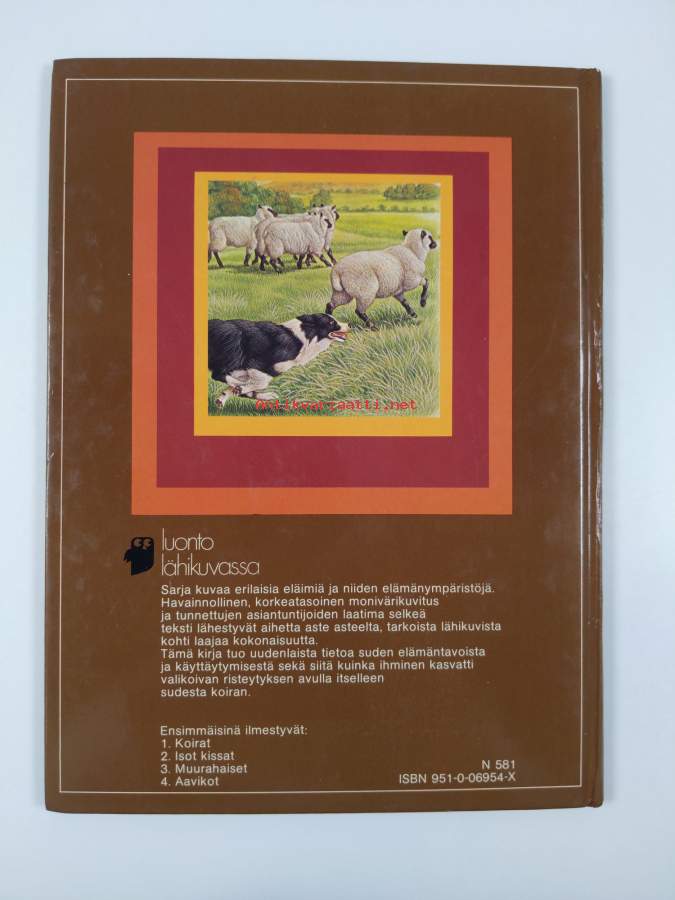 Antikvariaatti.net
luonto
lähikuvassa
Sarja kuvaa erilaisia eläimiä ja niiden elämänympäristöjä.
Havainnollinen, korkeatasoinen monivärikuvitus
ja tunnettujen asiantuntijoiden laatima selkeä
teksti lähestyvät aihetta aste asteelta, tarkoista lähikuvista
kohti laajaa kokonaisuutta.
Tämä kirja tuo uudenlaista tietoa suden elämäntavoista
ja käyttäytymisestä sekä siitä kuinka ihminen kasvatti
valikoivan risteytyksen avulla itselleen
sudesta koiran.
Ensimmäisinä ilmestyvät:
1. Koirat
2. Isot kissat
3. Muurahaiset
4. Aavikot
N 581
ISBN 951-0-06954-X